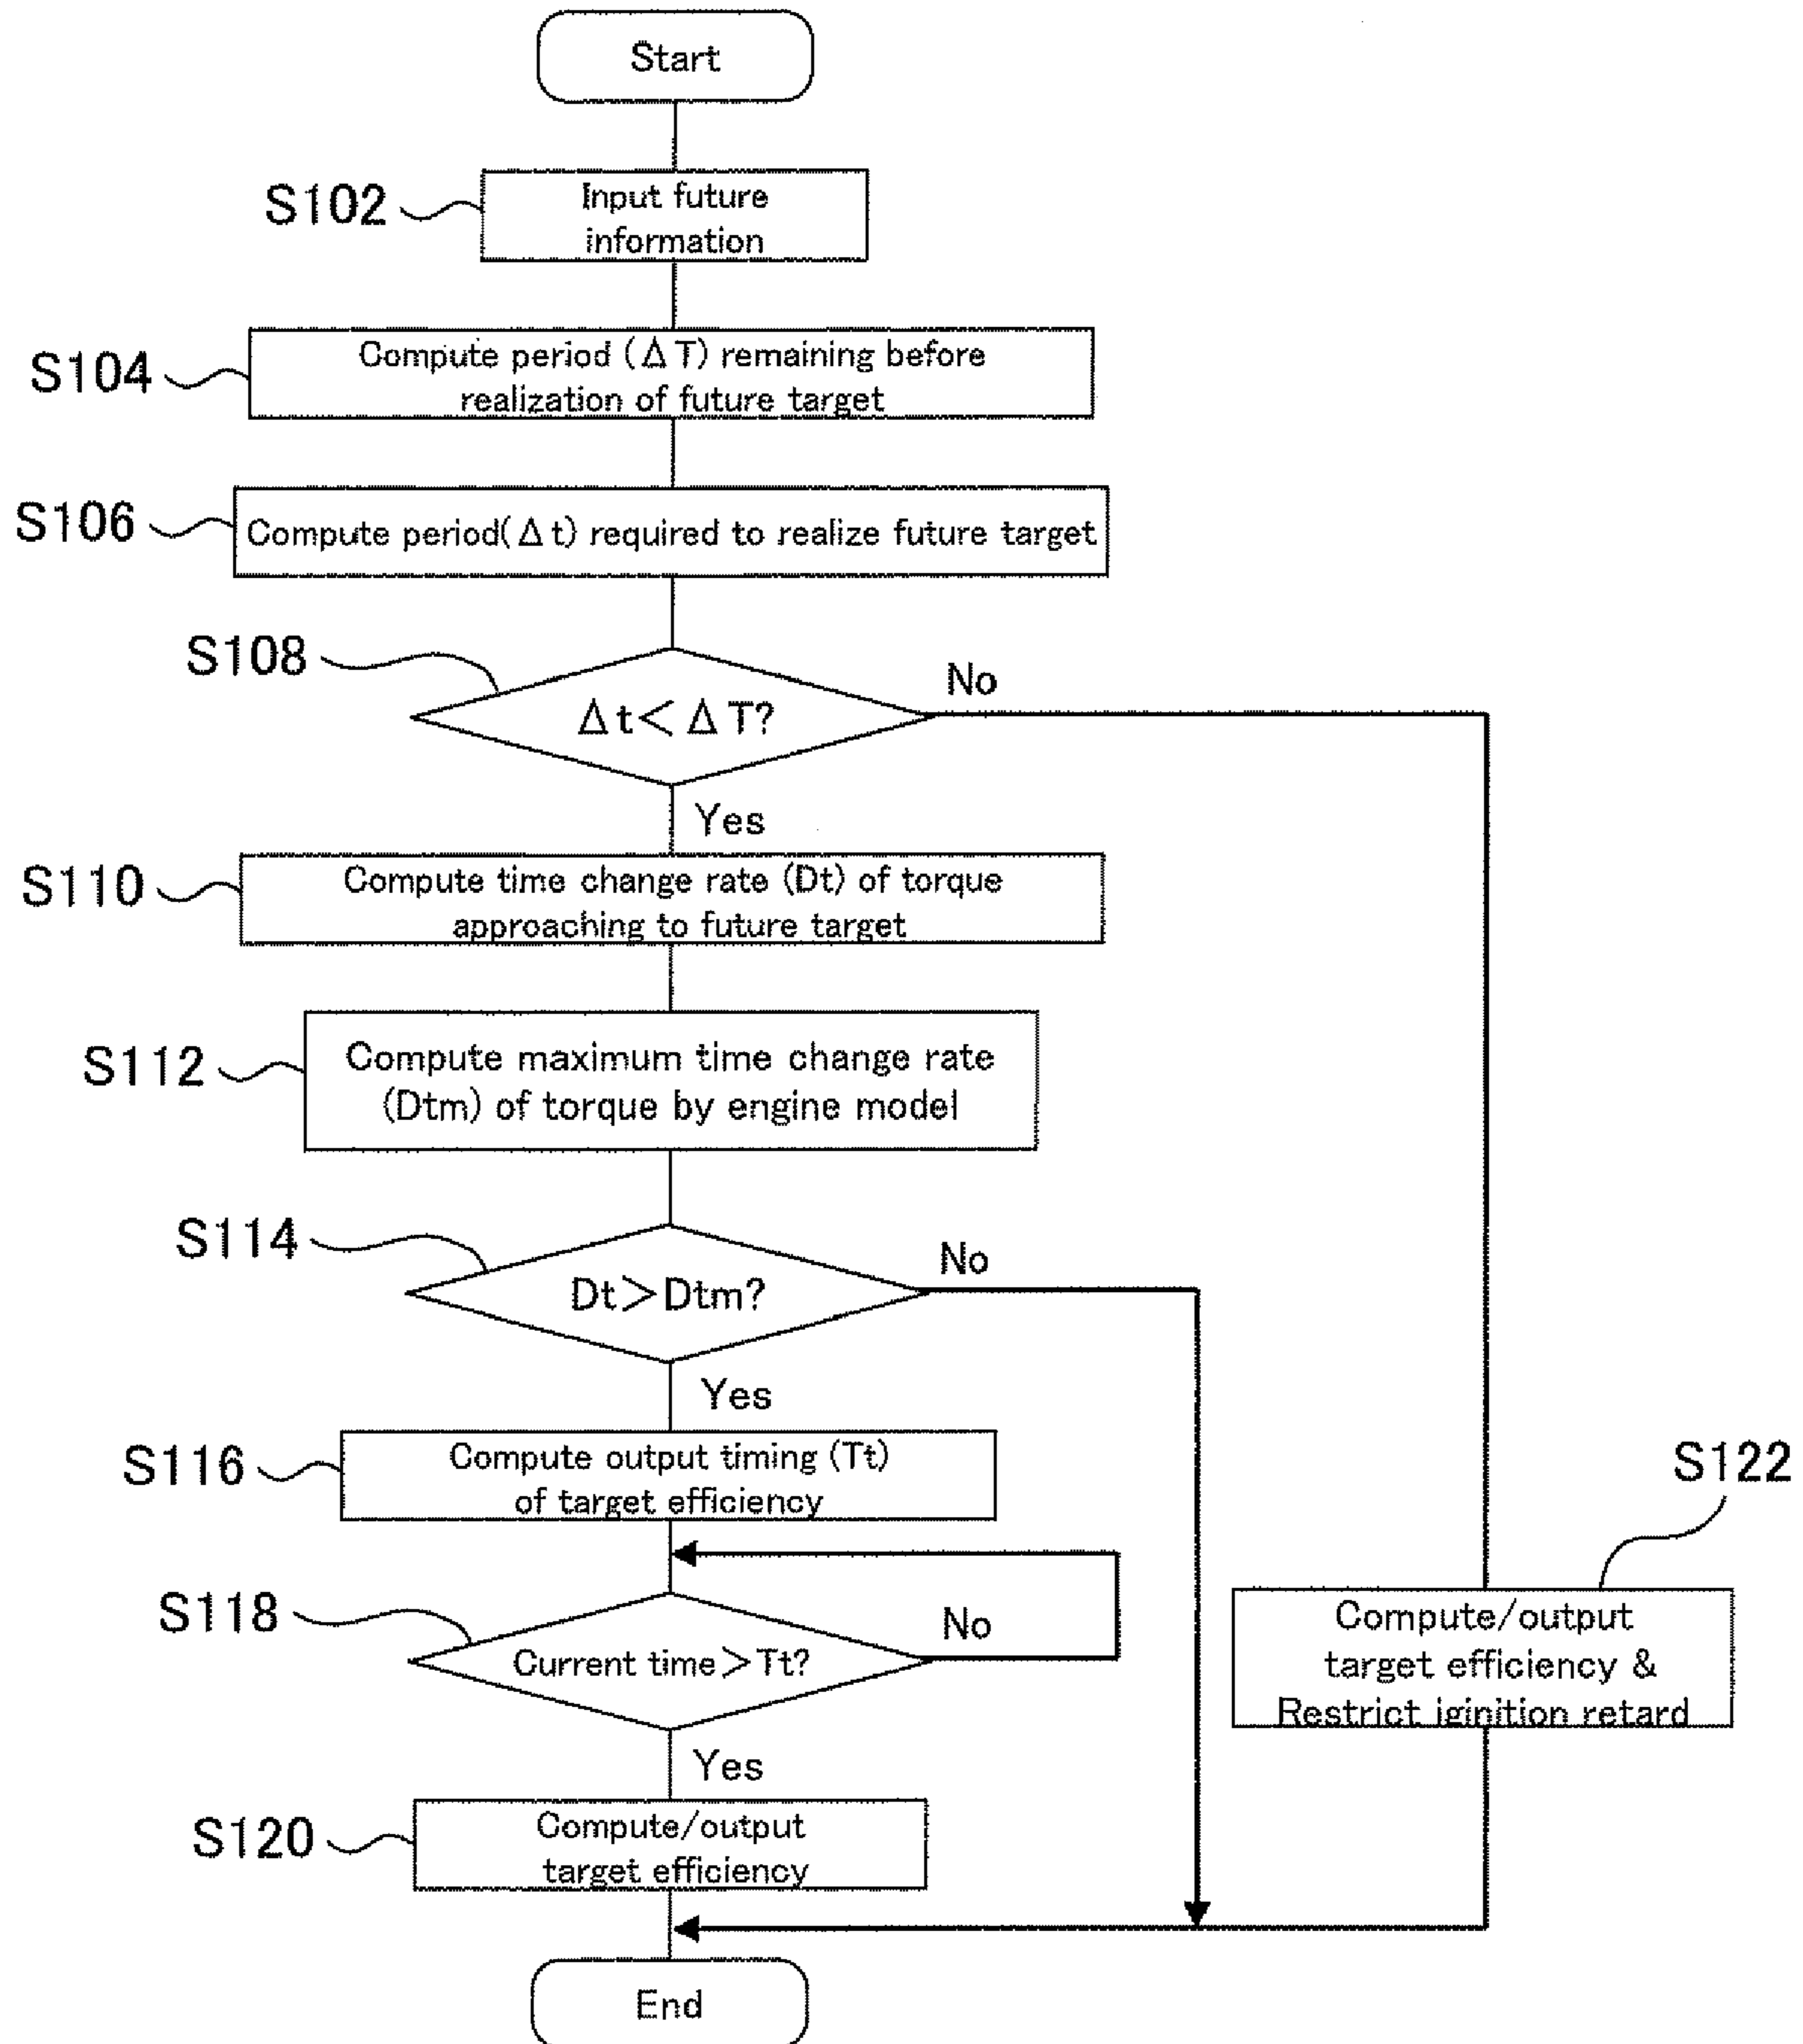 Start
S102
Input future
information
S104
Compute period (ΔT) remaining before
realization of future target
S106
Compute period(Δt) required to realize future target
S108
Δt<ΔT?
No
Yes
S110
Compute time change rate (Dt) of torque
approaching to future target
S112
Compute maximum time change rate
(Dtm) of torque by engine model
S114
Dt>Dtm?
No
Yes
S116
Compute output timing (Tt)
of target efficiency
S118
Current time>Tt?
No
Yes
S122
Compute/output
target efficiency &
Restrict iginition retard
S120
Compute/output
target efficiency
End